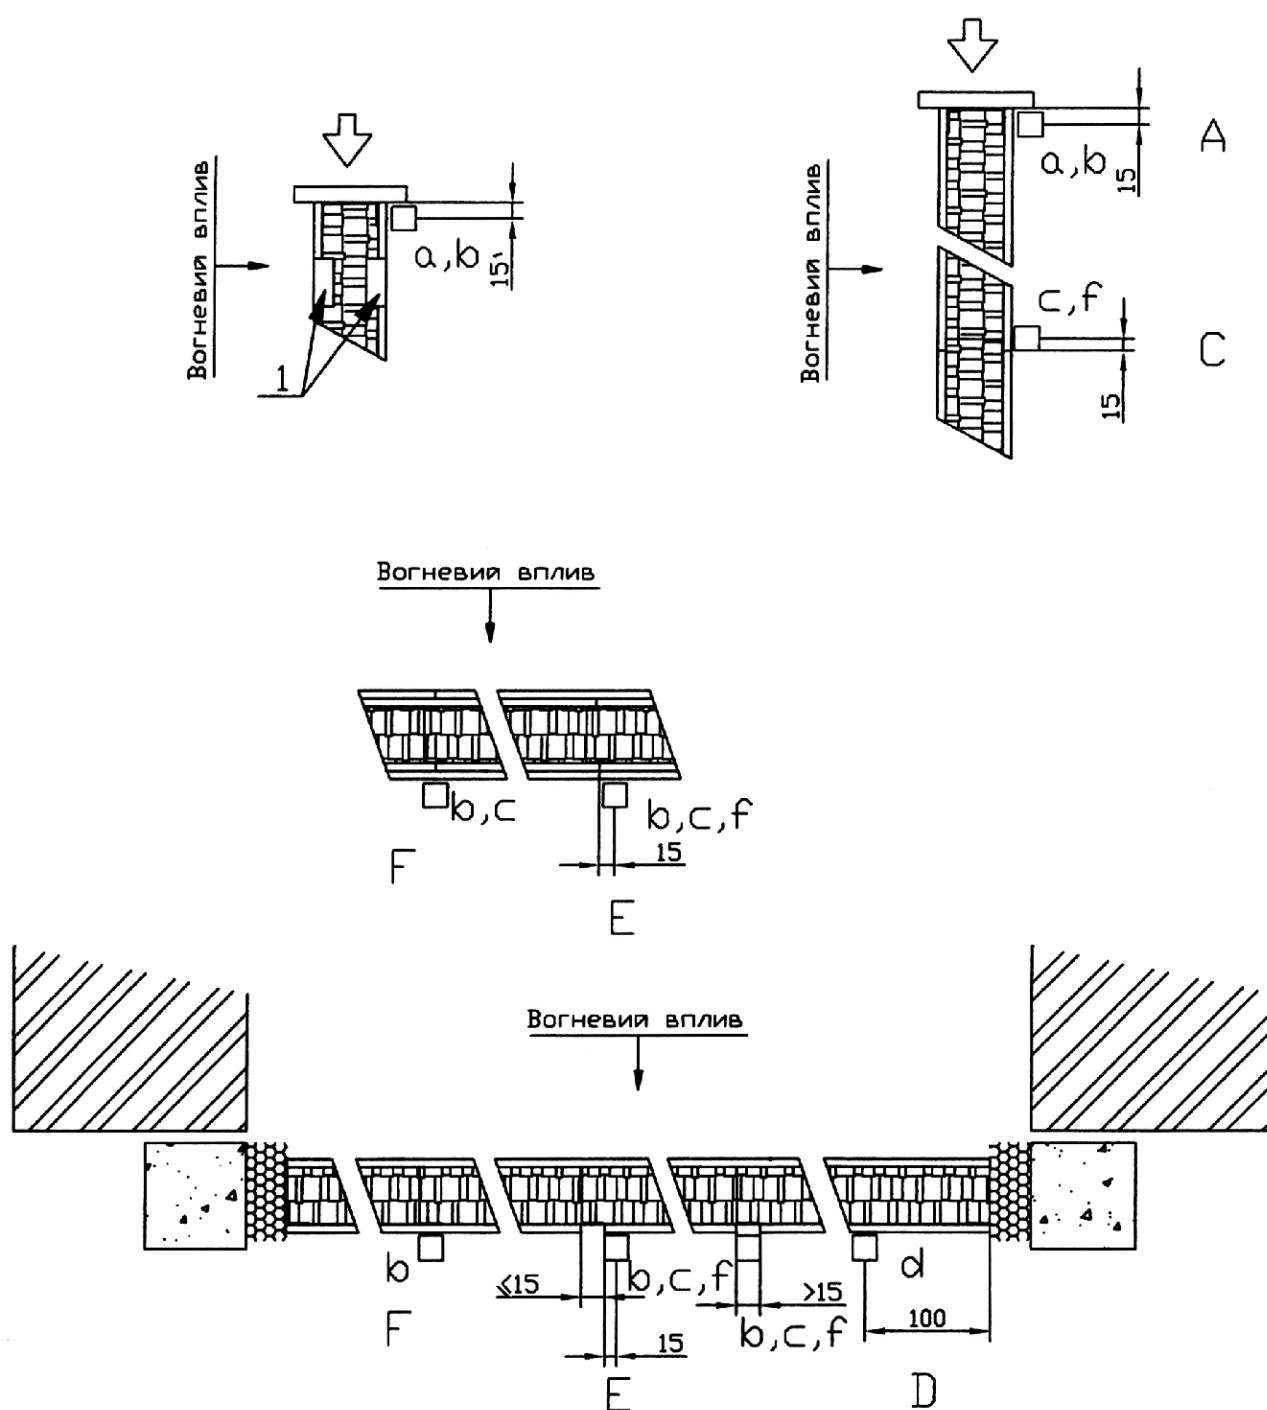 A
a,b
15
Вогневий вплив
a,b
15
Вогневий вплив
c,f
C
1
15
Вогневий вплив
b,c
b,c,f
15
F
E
Вогневий вплив
b
b,c,f
d
⩽15
>15
F
b,c,f
100
15
E
D